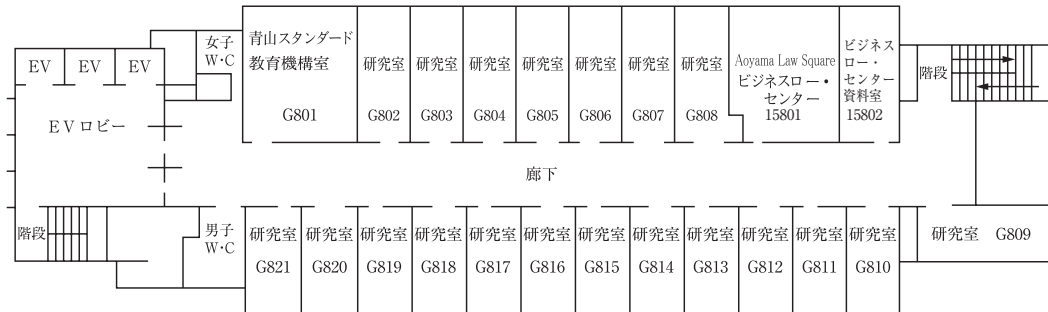 EV
EV
EV
EVロビー
階段
女子
W・C
男子
W・C
青山スタンダード
教育機構室
G801
研究室
G802
研究室
G803
研究室
G804
研究室
G805
研究室
G806
研究室
G807
研究室
G808
Aoyama Law Square
ビジネスロー・
センター
15801
ビジネス
ロー・
センター
資料室
15802
階段
廊下
研究室
G821
研究室
G820
研究室
G819
研究室
G818
研究室
G817
研究室
G816
研究室
G815
研究室
G814
研究室
G813
研究室
G812
研究室
G811
研究室
G810
研究室 G809